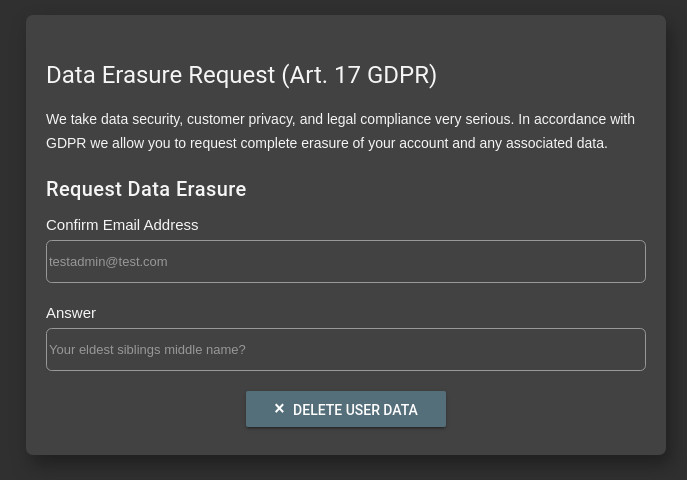 Data Erasure Request (Art. 17 GDPR)
We take data security, customer privacy, and legal compliance very serious. In accordance with
GDPR we allow you to request complete erasure of your account and any associated data.
Request Data Erasure
Confirm Email Address
testadmin@test.com
Answer
Your eldest siblings middle name?
× DELETE USER DATA